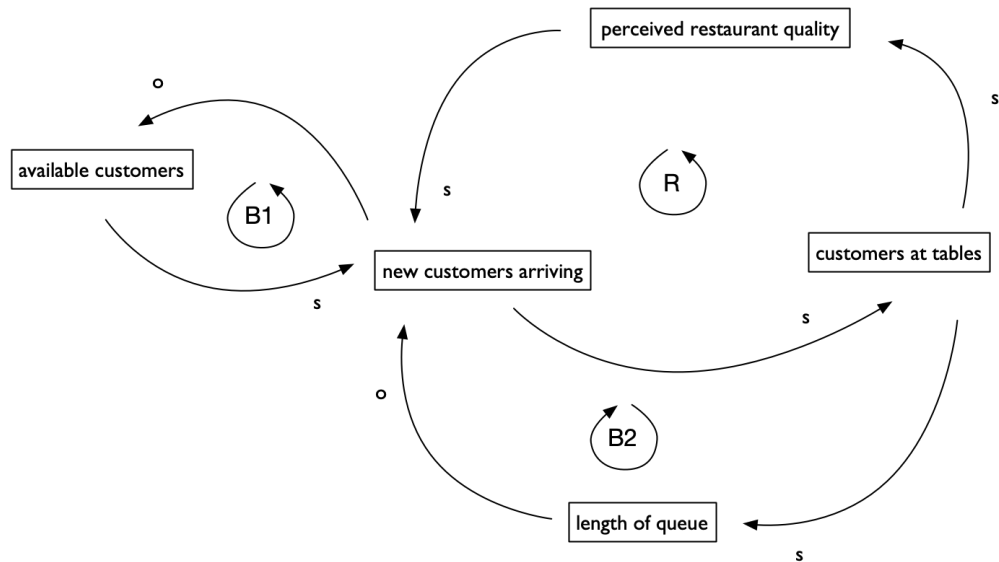 perceived restaurant quality
o
s
available customers
R
s
B1
customers at tables
new customers arriving
s
s
o
B2
length of queue
s